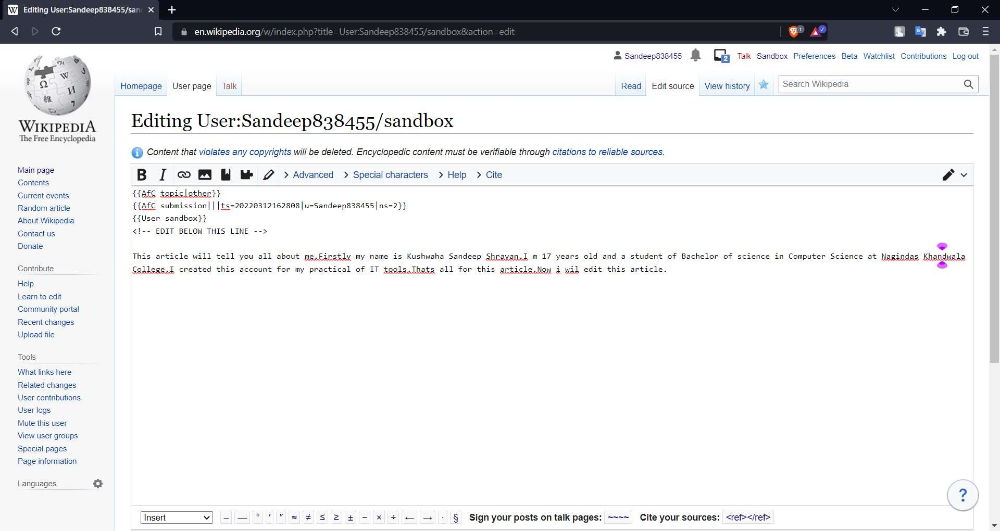 Editing User:Sandeep838455/san
en.wikipedia.org/w/index.php?title=User:Sandeep838455/sandbox&action=edit
1
Sandeep838455 2 Talk Sandbox Preferences Beta Watchlist Contributions Log out
Homepage User page Talk Read Edit source View history Search Wikipedia
WIKIPEDIA
The Free Encyclopedia
Main page
Contents
Current events
Random article
About Wikipedia
Contact us
Donate
Contribute
Help
Learn to edit
Community portal
Recent changes
Upload file
Tools
What links here
Related changes
User contributions
User logs
Mute this user
View user groups
Special pages
Page information
Languages
Editing User:Sandeep838455/sandbox
Content that violates any copyrights will be deleted. Encyclopedic content must be verifiable through citations to reliable sources.
B I Advanced Special characters Help Cite
{{AfC topic|other}}
{{AfC submission|||ts=20220312162808|u=Sandeep838455|ns=2}}
{{User sandbox}}
<!-- EDIT BELOW THIS LINE -->
This article will tell you all about me.Firstly my name is Kushwaha Sandeep Shravan.I m 17 years old and a student of Bachelor of science in Computer Science at Nagindas Khandwala
College.I created this account for my practical of IT tools.Thats all for this article.Now i wil edit this article.
?
Insert – — ° ′ ″ ≈ ≠ ≤ ≥ ± − × ÷ ← → · § Sign your posts on talk pages: ~~~~ Cite your sources: <ref></ref>